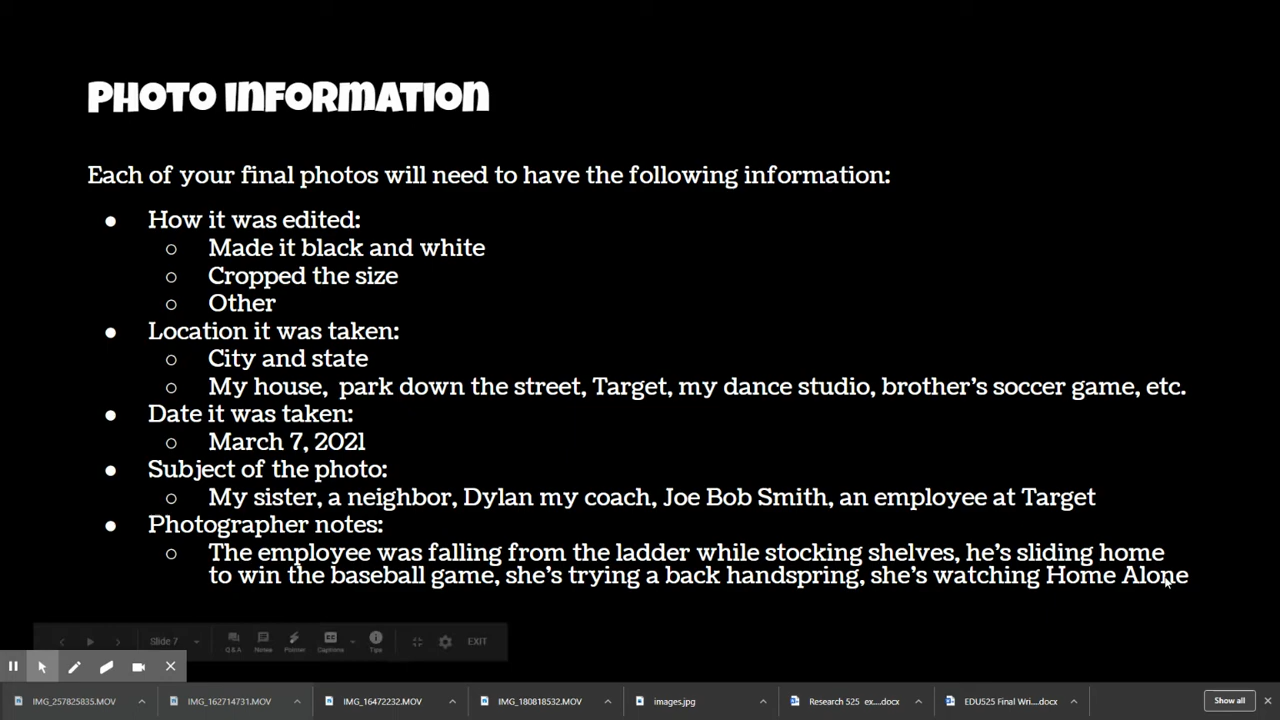 PHOTO INFORMATION
Each of your final photos will need to have the following information:
● How it was edited:
○ Made it black and white
○ Cropped the size
○ Other
● Location it was taken:
○ City and state
○ My house,  park down the street, Target, my dance studio, brother's soccer game, etc.
● Date it was taken:
○ March 7, 2021
● Subject of the photo:
○ My sister, a neighbor, Dylan my coach, Joe Bob Smith, an employee at Target
● Photographer notes:
○ The employee was falling from the ladder while stocking shelves, he's sliding home
to win the baseball game, she's trying a back handspring, she's watching Home Alone
Slide 7
Q&A Notes Pointer Captions Tips EXIT
IMG_257825835.MOV IMG_162714731.MOV IMG_16472232.MOV IMG_180818532.MOV images.jpg Research 525 ex....docx EDU525 Final Wri....docx Show all